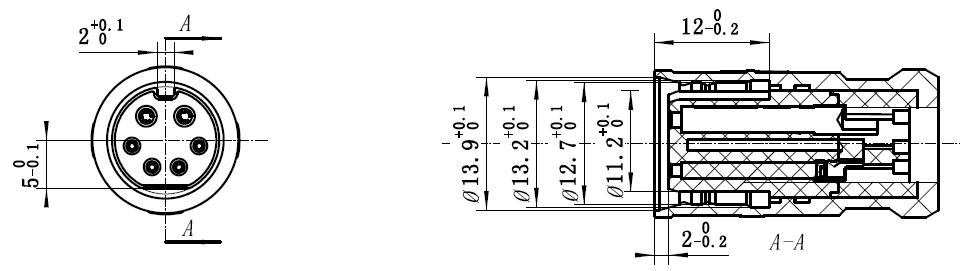 2 +0.1 0
A
5 -0 -0.1
A
12 -0 -0.2
Ø13.9 +0.1 0
Ø13.2 +0.1 0
Ø12.7 +0.1 0
Ø11.2 +0.1 0
2 0 -0.2
A-A